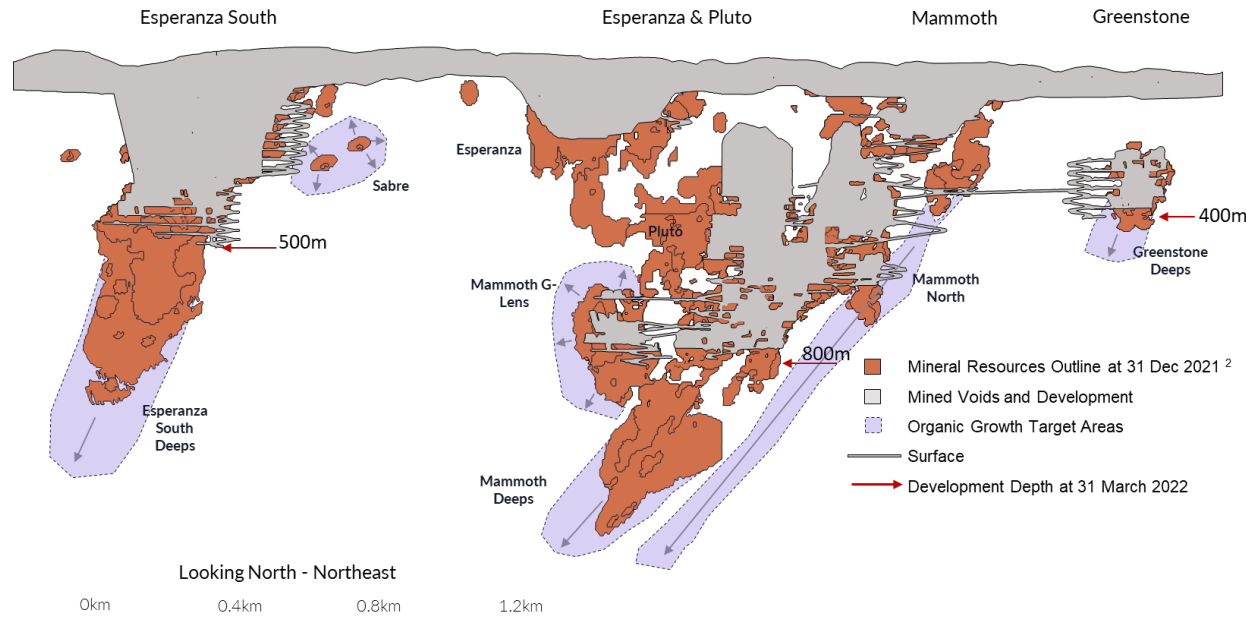 Esperanza South
Esperanza & Pluto
Mammoth
Greenstone
Esperanza
Sabre
Pluto
500m
400m
Greenstone
Deeps
Mammoth G-
Lens
Mammoth
North
800m
Mineral Resources Outline at 31 Dec 2021 ²
Mined Voids and Development
Organic Growth Target Areas
Surface
Development Depth at 31 March 2022
Esperanza
South
Deeps
Mammoth
Deeps
Looking North - Northeast
0km
0.4km
0.8km
1.2km